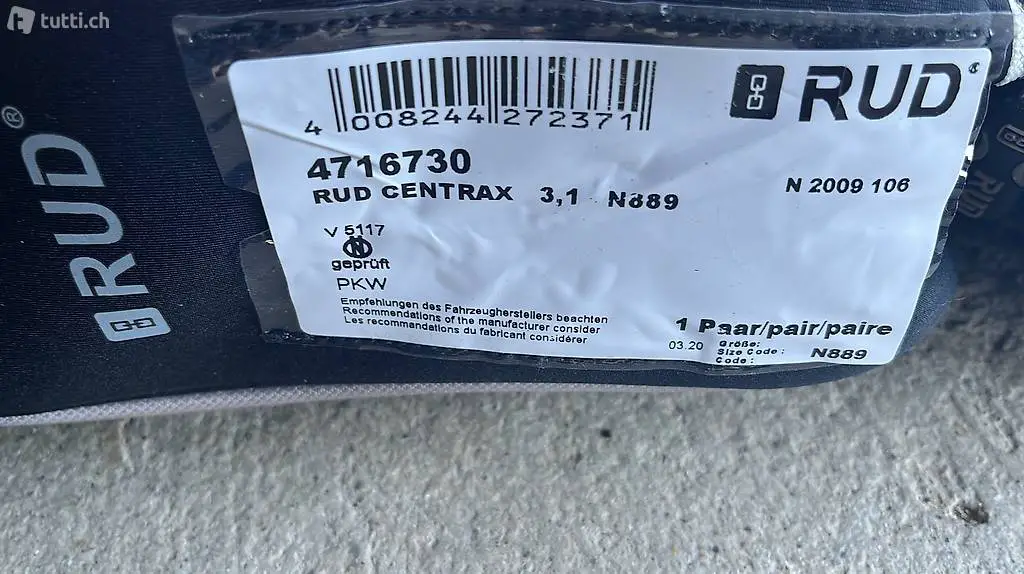 tutti.ch
RUD®
4 008244 272371
RUD®
4716730
RUD CENTRAX 3,1 N889
N 2009 106
V 5117
N
geprüft
PKW
Empfehlungen des Fahrzeugherstellers beachten
Recommendations of the manufacturer consider
Les recommendations du fabricant considérer
1 Paar/pair/paire
03.20
Größe:
Size Code: N889
Code:
RUD